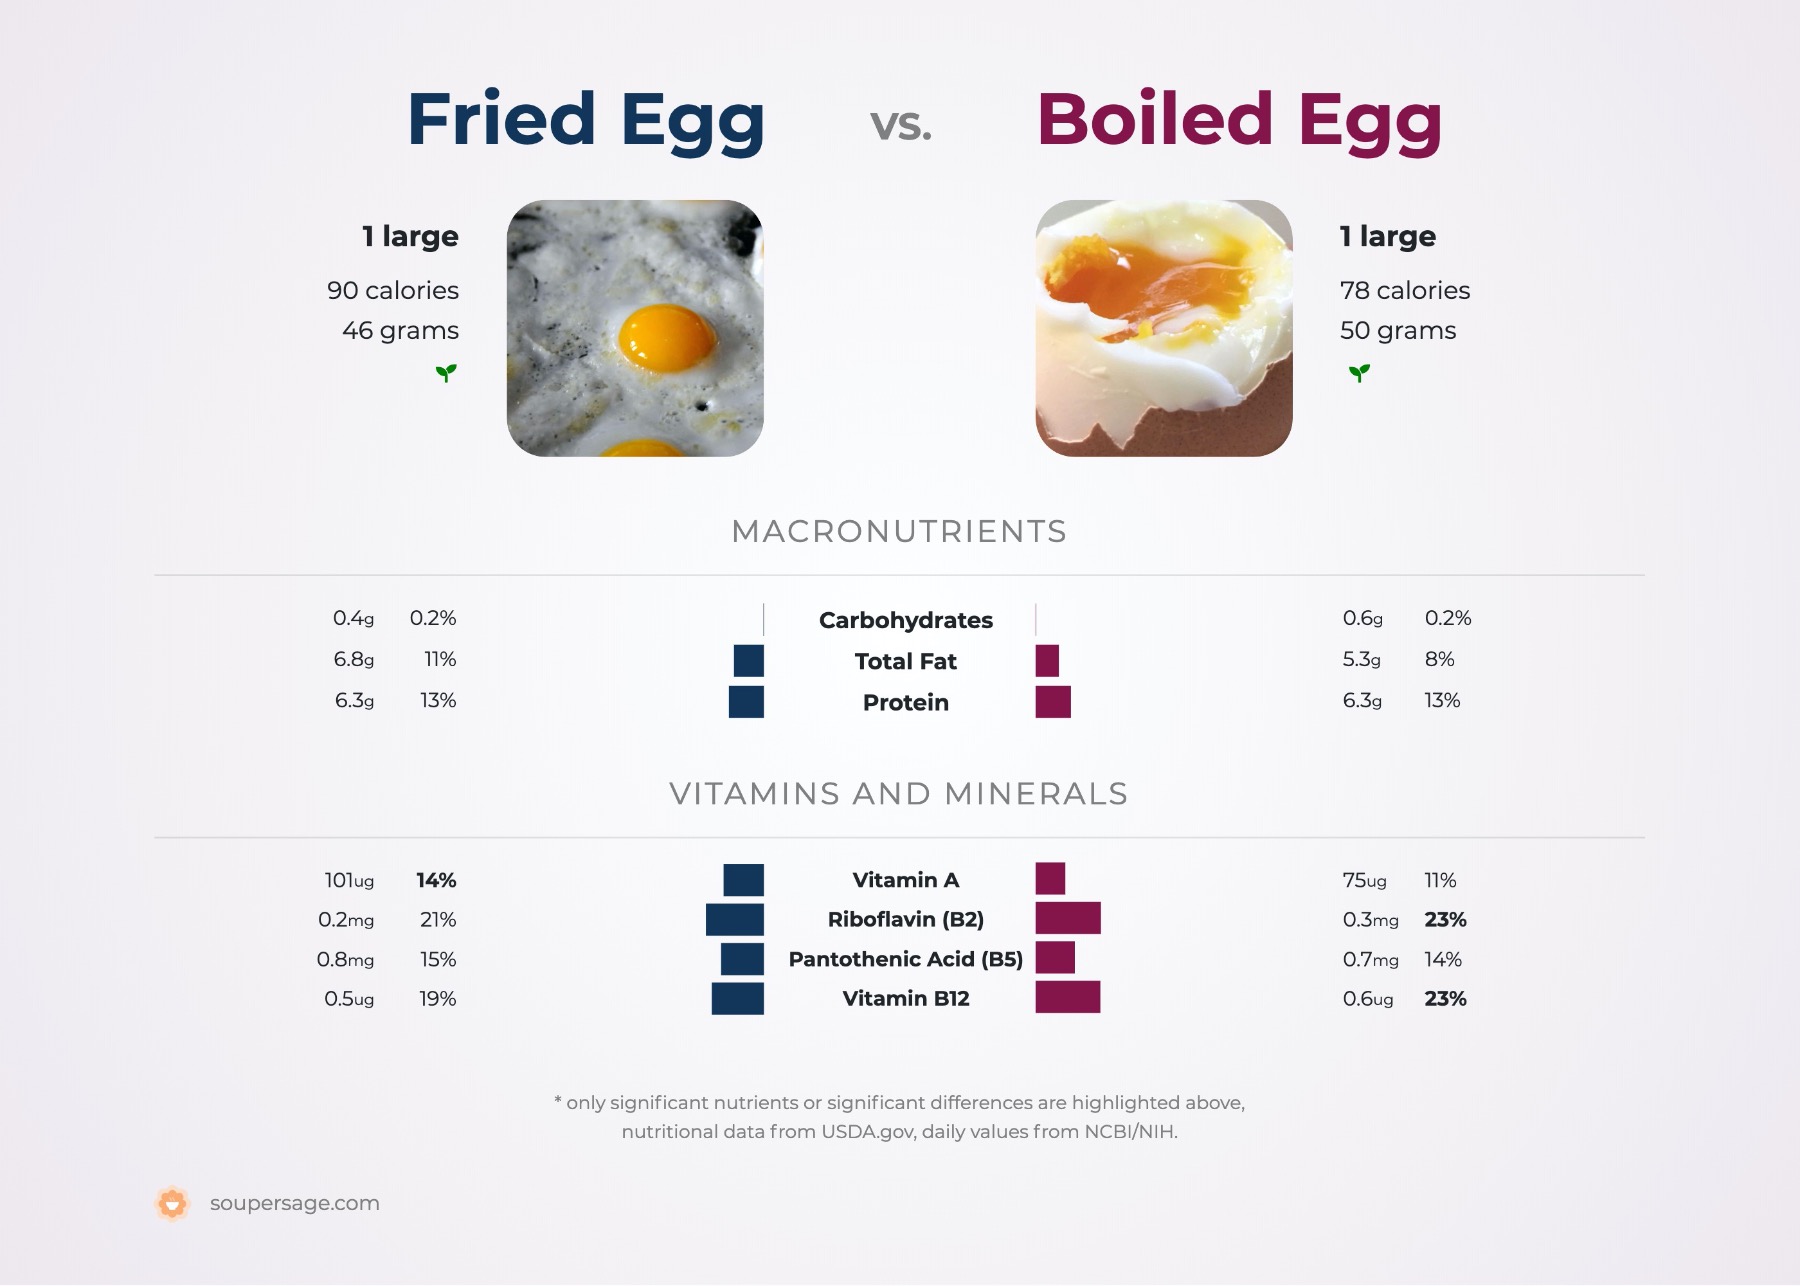 Fried Egg vs. Boiled Egg
1 large
90 calories
46 grams
1 large
78 calories
50 grams
MACRONUTRIENTS
0.4g 0.2% Carbohydrates 0.6g 0.2%
6.8g 11% Total Fat 5.3g 8%
6.3g 13% Protein 6.3g 13%
VITAMINS AND MINERALS
101ug 14% Vitamin A 75ug 11%
0.2mg 21% Riboflavin (B2) 0.3mg 23%
0.8mg 15% Pantothenic Acid (B5) 0.7mg 14%
0.5ug 19% Vitamin B12 0.6ug 23%
* only significant nutrients or significant differences are highlighted above,
nutritional data from USDA.gov, daily values from NCBI/NIH.
soupersage.com